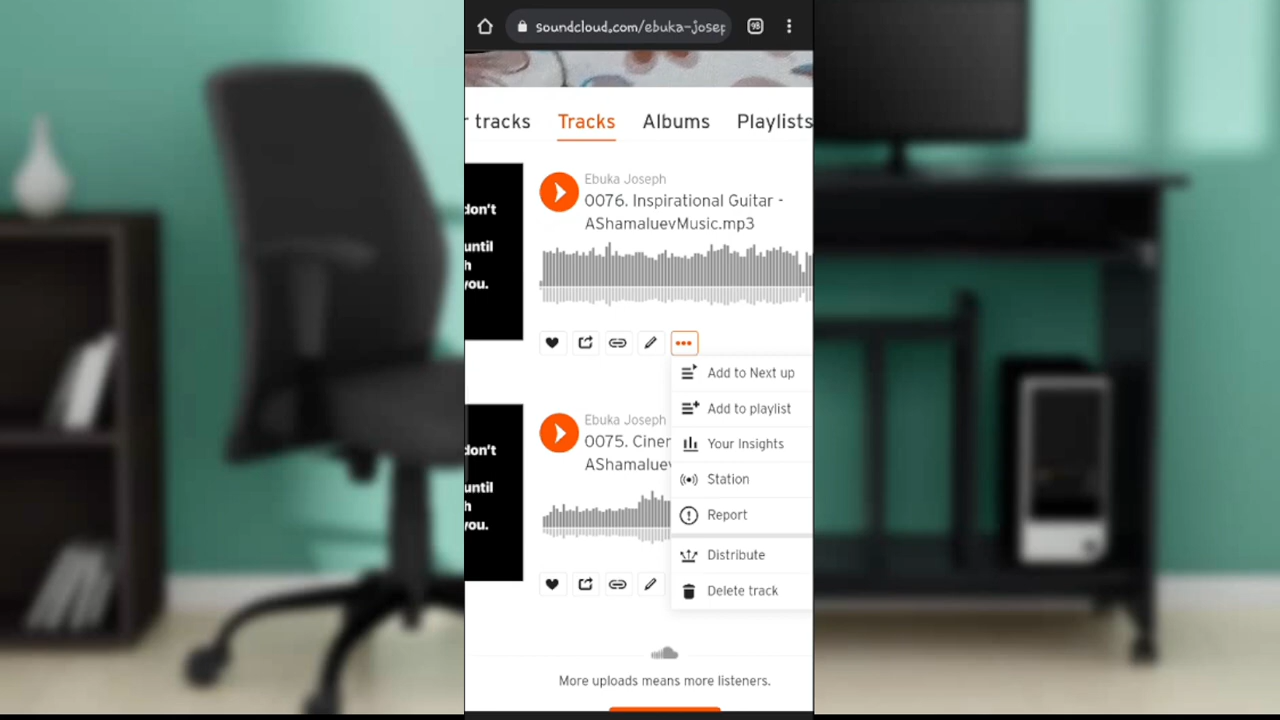 soundcloud.com/ebuka-josep
98
r tracks
Tracks
Albums
Playlists
don't
until
h
you.
Ebuka Joseph
0076. Inspirational Guitar -
AShamaluevMusic.mp3
Add to Next up
Add to playlist
Your Insights
Station
Report
Distribute
Delete track
don't
until
h
you.
Ebuka Joseph
0075. Ciner
AShamaluev
More uploads means more listeners.